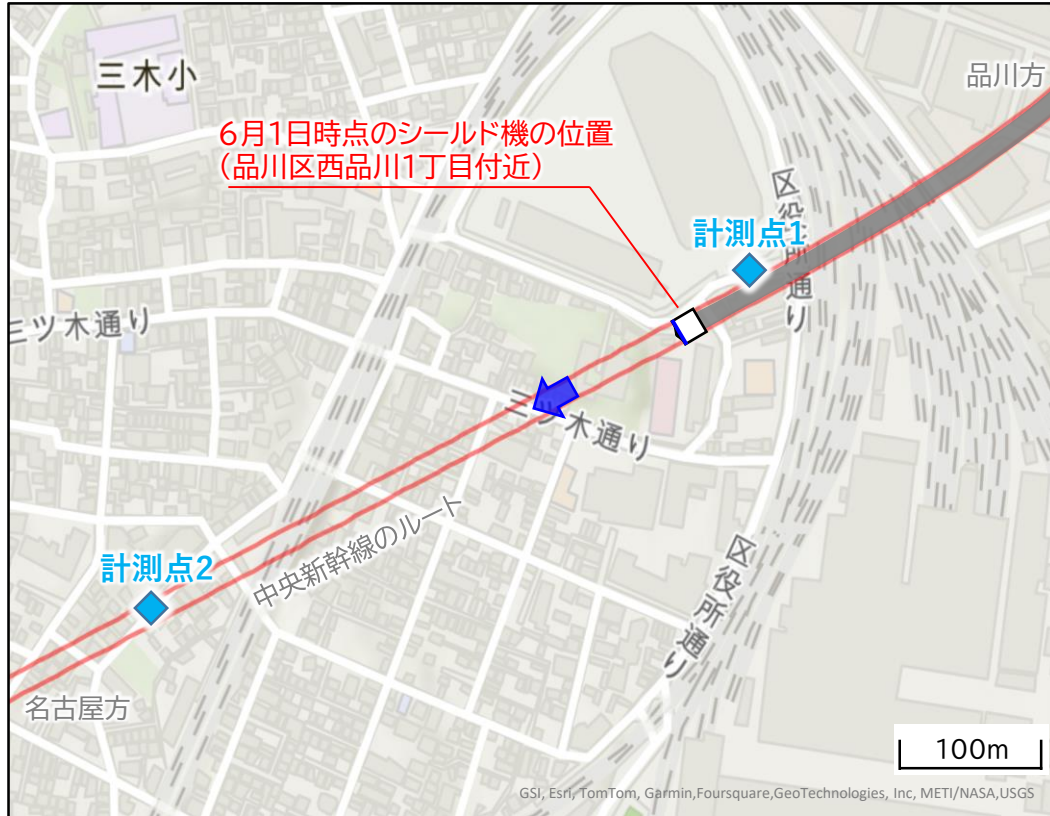 三木小
品川方
6月1日時点のシールド機の位置
(品川区西品川1丁目付近)
区役所通り
計測点1
三ツ木通り
三ツ木通り
中央新幹線のルート
区役所通り
計測点2
名古屋方
100m
GSI, Esri, TomTom, Garmin,Foursquare,GeoTechnologies, Inc, METI/NASA,USGS